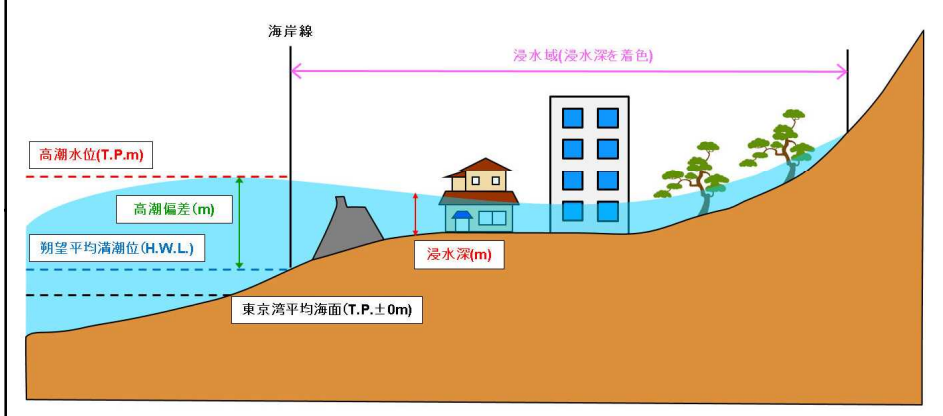 海岸線
浸水域(浸水深を着色)
高潮水位(T.P.m)
高潮偏差(m)
朔望平均満潮位(H.W.L.)
浸水深(m)
東京湾平均海面(T.P.±0m)